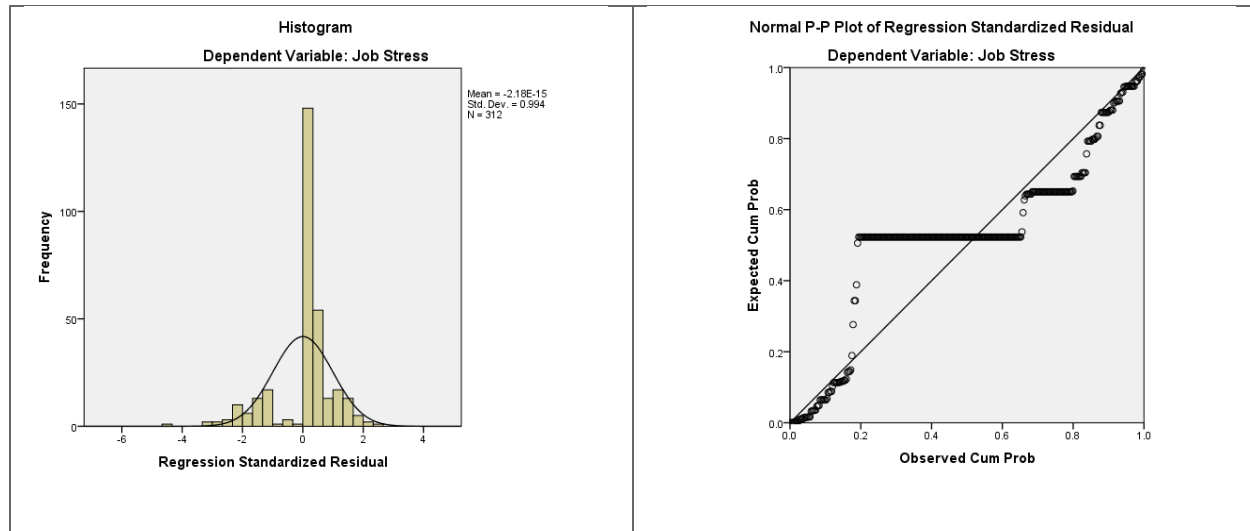 Histogram
Dependent Variable: Job Stress
Mean = -2.18E-15
Std. Dev. = 0.994
N = 312
150
100
50
0
Frequency
-6 -4 -2 0 2 4
Regression Standardized Residual
Normal P-P Plot of Regression Standardized Residual
Dependent Variable: Job Stress
1.0
0.8
0.6
0.4
0.2
0.0
Expected Cum Prob
0.0 0.2 0.4 0.6 0.8 1.0
Observed Cum Prob